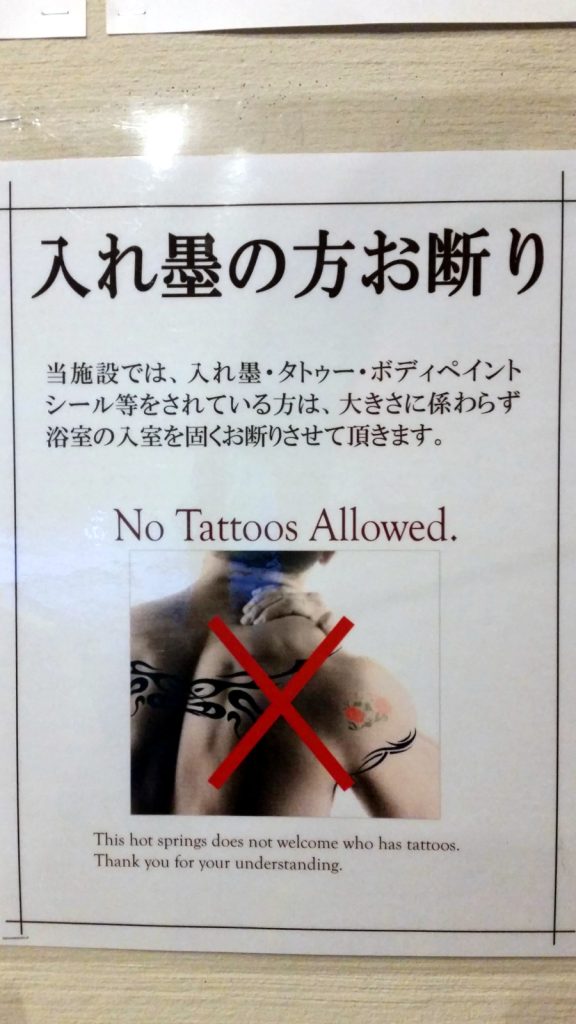 入れ墨の方お断り
当施設では、入れ墨・タトゥー・ボディペイント
シール等をされている方は、大きさに係わらず
浴室の入室を固くお断りさせて頂きます。
No Tattoos Allowed.
This hot springs does not welcome who has tattoos.
Thank you for your understanding.